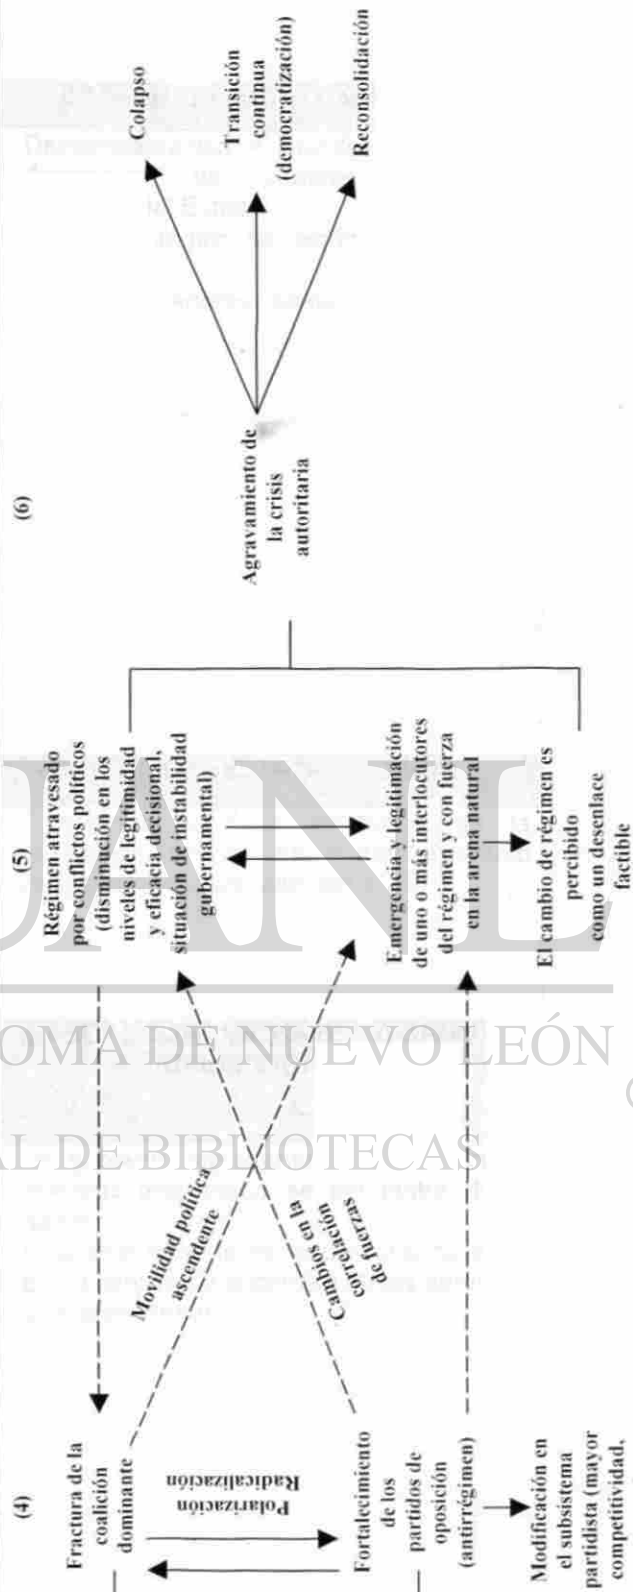 (4)
Fractura de la
coalición
dominante
Polarización
Radicalización
Fortalecimiento
de los
partidos de
oposición
(antirrégimen)
Modificación en
el subsistema
partidista (mayor
competitividad,
Movilidad política
ascendente
Cambios en la
correlación
de fuerzas
(5)
Régimen atravesado
por conflictos políticos
(disminución en los
niveles de legitimidad
y eficacia decisional,
situación de instabilidad
gubernamental)
Emergencia y legitimación
de uno o más interlocutores
del régimen y con fuerza
en la arena natural
El cambio de régimen es
percibido
como un desenlace
factible
(6)
Agravamiento de
la crisis
autoritaria
Colapso
Transición
continua
(democratización)
Reconsolidación
UANL
OMA DE NUEVO LEÓN
AL DE BIBLIOTECAS